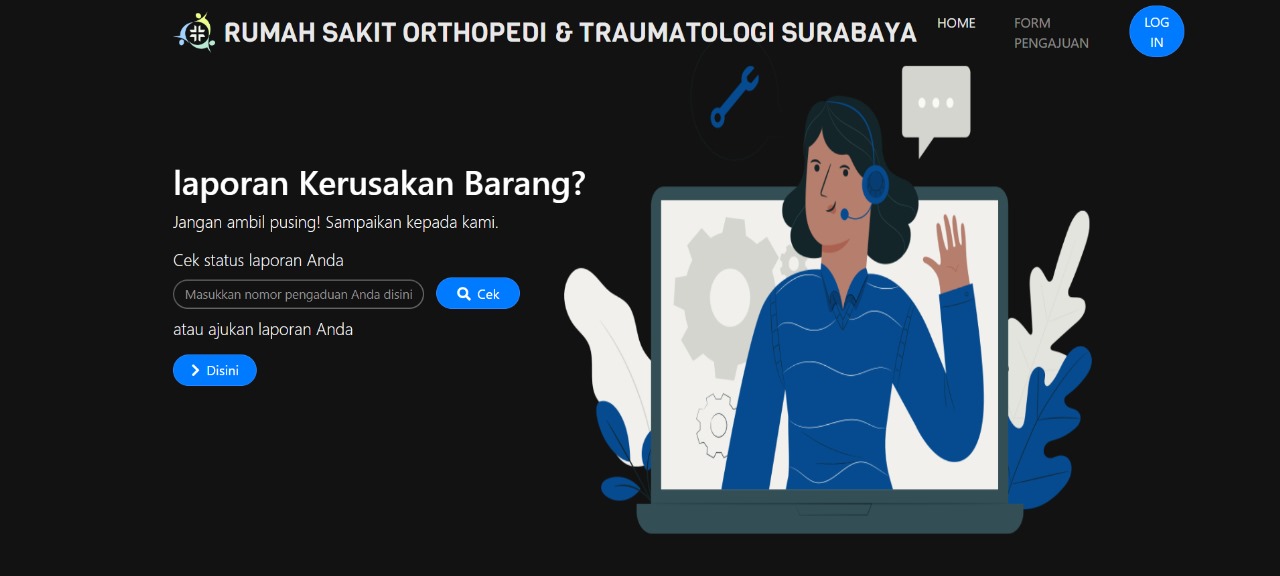 RUMAH SAKIT ORTHOPEDI & TRAUMATOLOGI SURABAYA
HOME
FORM
PENGAJUAN
LOG
IN
laporan Kerusakan Barang?
Jangan ambil pusing! Sampaikan kepada kami.
Cek status laporan Anda
Masukkan nomor pengaduan Anda disini
Cek
atau ajukan laporan Anda
Disini